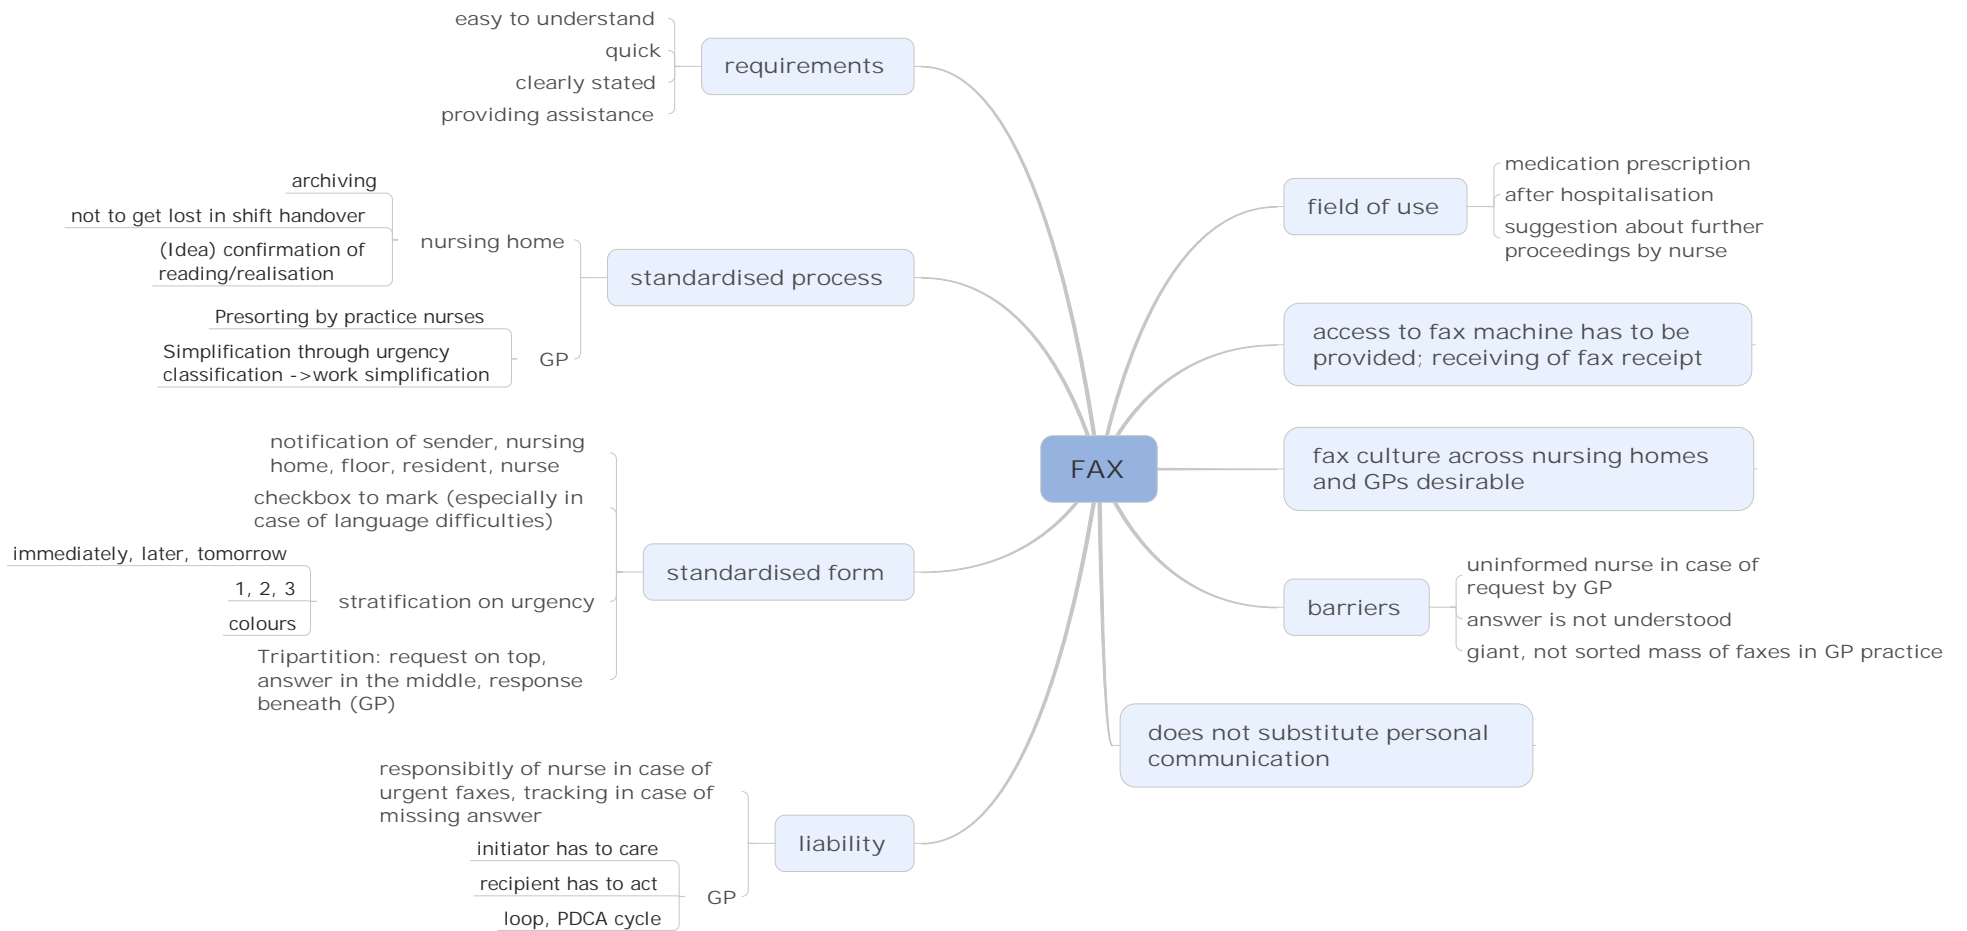 easy to understand
quick
clearly stated
providing assistance
requirements
archiving
not to get lost in shift handover
(Idea) confirmation of
reading/realisation
nursing home
Presorting by practice nurses
Simplification through urgency
classification ->work simplification
GP
standardised process
notification of sender, nursing
home, floor, resident, nurse
checkbox to mark (especially in
case of language difficulties)
immediately, later, tomorrow
1, 2, 3
colours
stratification on urgency
Tripartition: request on top,
answer in the middle, response
beneath (GP)
standardised form
responsibitly of nurse in case of
urgent faxes, tracking in case of
missing answer
initiator has to care
recipient has to act
loop, PDCA cycle
GP
liability
FAX
field of use
medication prescription
after hospitalisation
suggestion about further
proceedings by nurse
access to fax machine has to be
provided; receiving of fax receipt
fax culture across nursing homes
and GPs desirable
barriers
uninformed nurse in case of
request by GP
answer is not understood
giant, not sorted mass of faxes in GP practice
does not substitute personal
communication